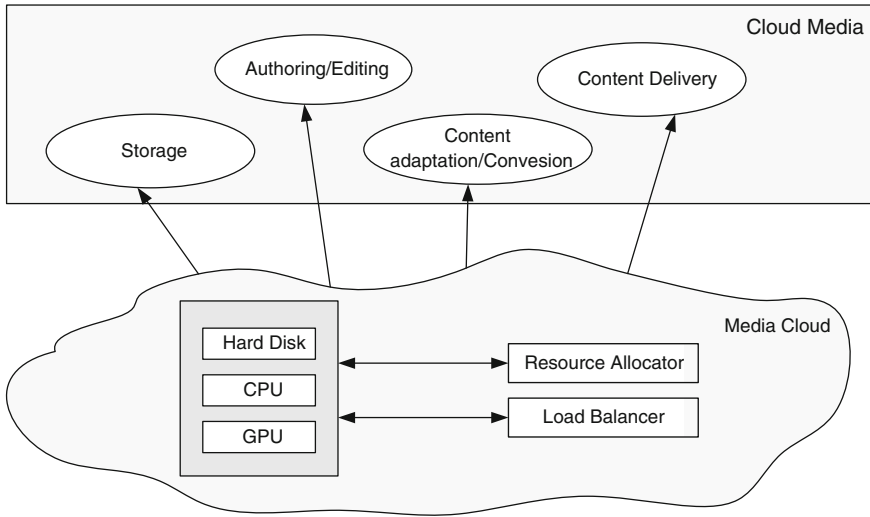 Cloud Media
Authoring/Editing
Content Delivery
Storage
Content
adaptation/Convesion
Media Cloud
Hard Disk
CPU
GPU
Resource Allocator
Load Balancer